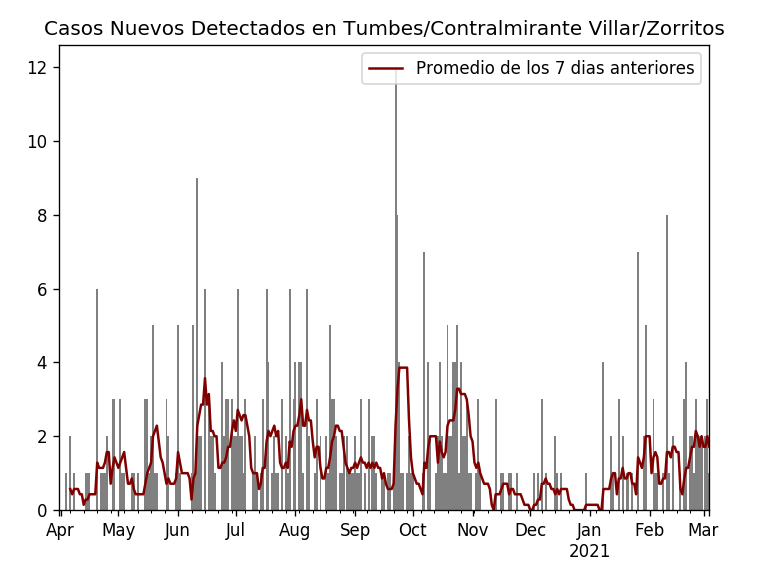 Casos Nuevos Detectados en Tumbes/Contralmirante Villar/Zorritos
Promedio de los 7 dias anteriores
12
10
8
6
4
2
0
Apr May Jun Jul Aug Sep Oct Nov Dec Jan Feb Mar
2021